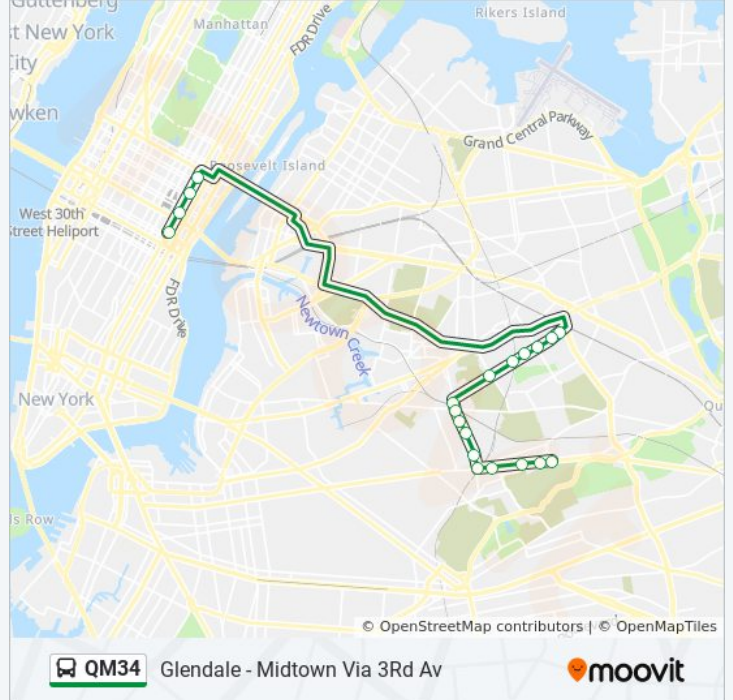 Guttenberg
Rikers Island
Manhattan
FDR Drive
st New York
City
wken
Grand Central Parkway
Roosevelt Island
West 30th
Street Heliport
FDR Drive
Newtown
Creek
New York
Qu
ls Row
© OpenStreetMap contributors | © OpenMapTiles
QM34 Glendale - Midtown Via 3Rd Av
moovit